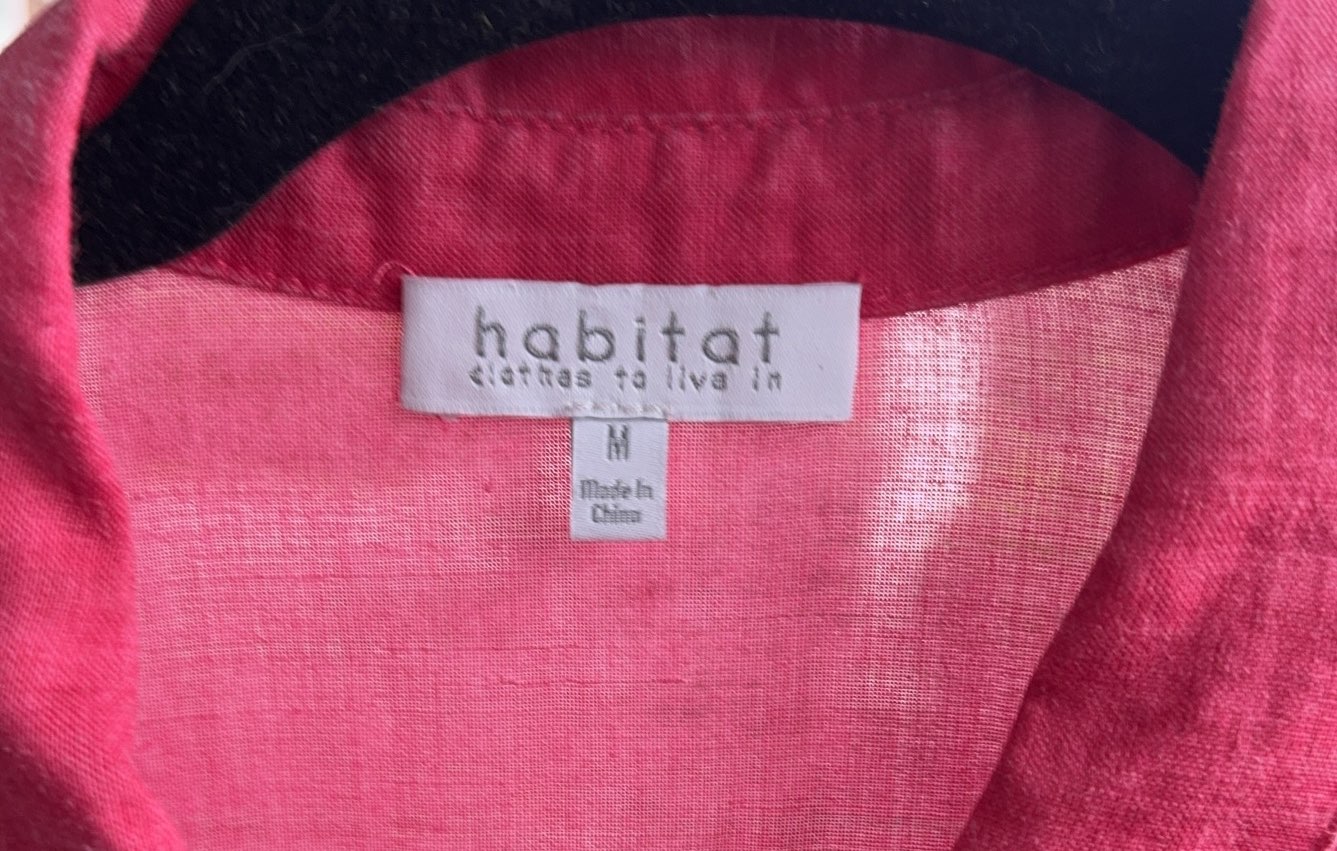 habitat
clothes to live in
M
Made In
China